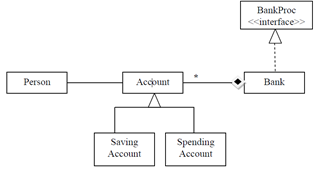 BankProc
<<interface>>
Person
Account
*
Bank
Saving
Account
Spending
Account